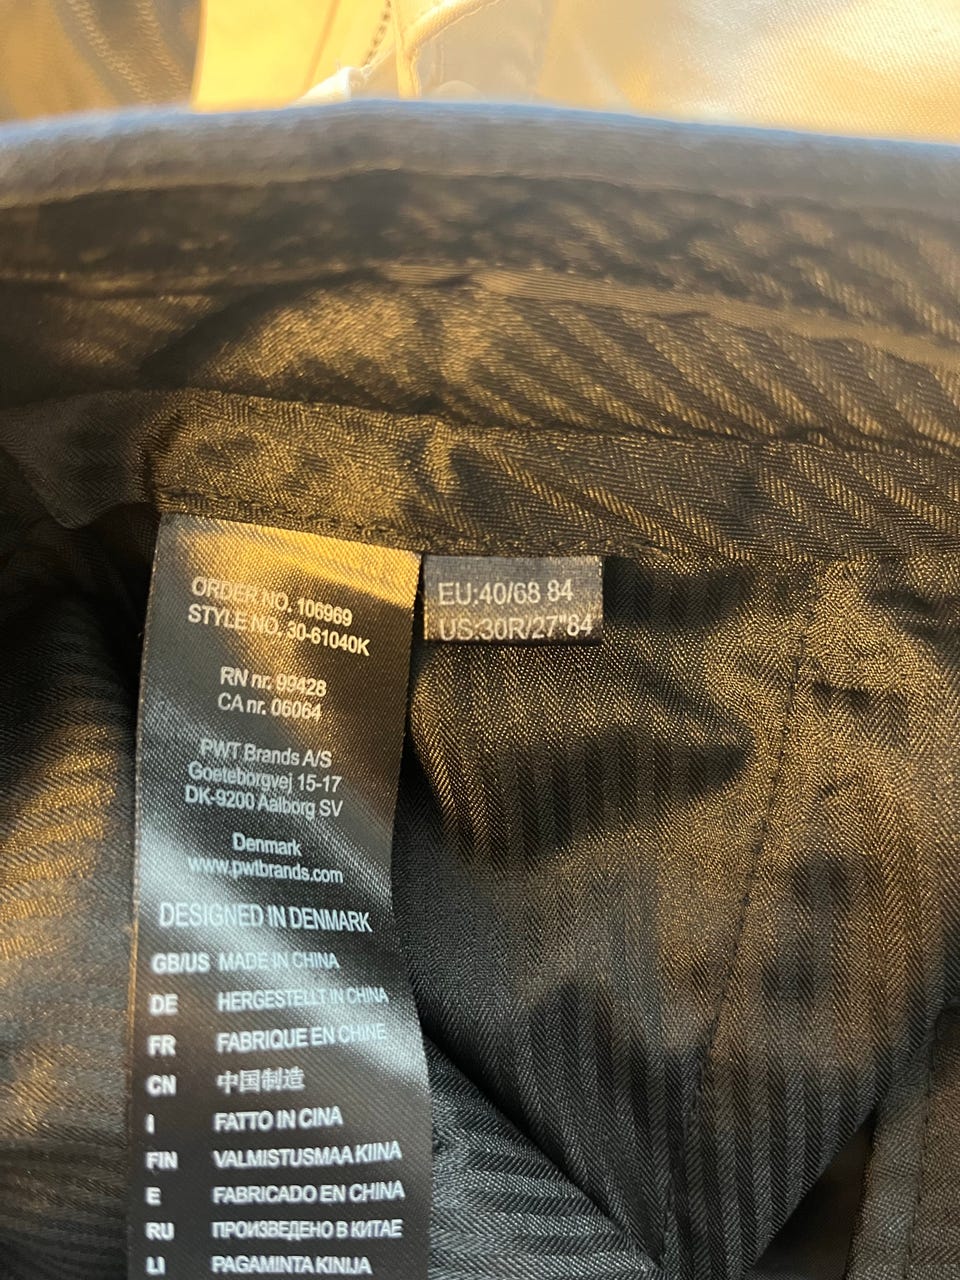 ORDER NO. 106969
STYLE NO. 30-61040K
RN nr. 99428
CA nr. 06064
PWT Brands A/S
Goeteborgvej 15-17
DK-9200 Aalborg SV
Denmark
www.pwtbrands.com
DESIGNED IN DENMARK
GB/US MADE IN CHINA
DE HERGESTELLT IN CHINA
FR FABRIQUE EN CHINE
CN 中国制造
I FATTO IN CINA
FIN VALMISTUSMAA KIINA
E FABRICADO EN CHINA
RU ПРОИЗВЕДЕНО В КИТАЕ
LI PAGAMINTA KINIJA
EU:40/68 84
US:30R/27"84